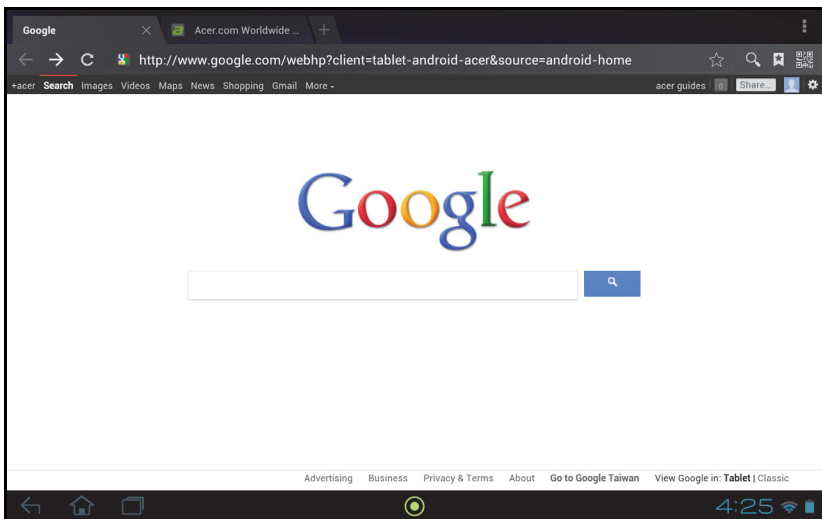 Google
Acer.com Worldwide ...
http://www.google.com/webhp?client=tablet-android-acer&source=android-home
+acer Search Images Videos Maps News Shopping Gmail More
acer guides 0 Share...
Google
Advertising Business Privacy & Terms About Go to Google Taiwan View Google in: Tablet | Classic
4:25